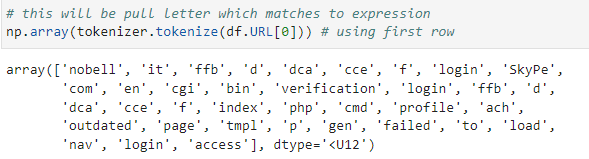 # this will be pull letter which matches to expression
np.array(tokenizer.tokenize(df.URL[0])) # using first row
array(['nobell', 'it', 'ffb', 'd', 'dca', 'cce', 'f', 'login', 'SkyPe',
'com', 'en', 'cgi', 'bin', 'verification', 'login', 'ffb', 'd',
'dca', 'cce', 'f', 'index', 'php', 'cmd', 'profile', 'ach',
'outdated', 'page', 'tmpl', 'p', 'gen', 'failed', 'to', 'load',
'nav', 'login', 'access'], dtype='<U12')